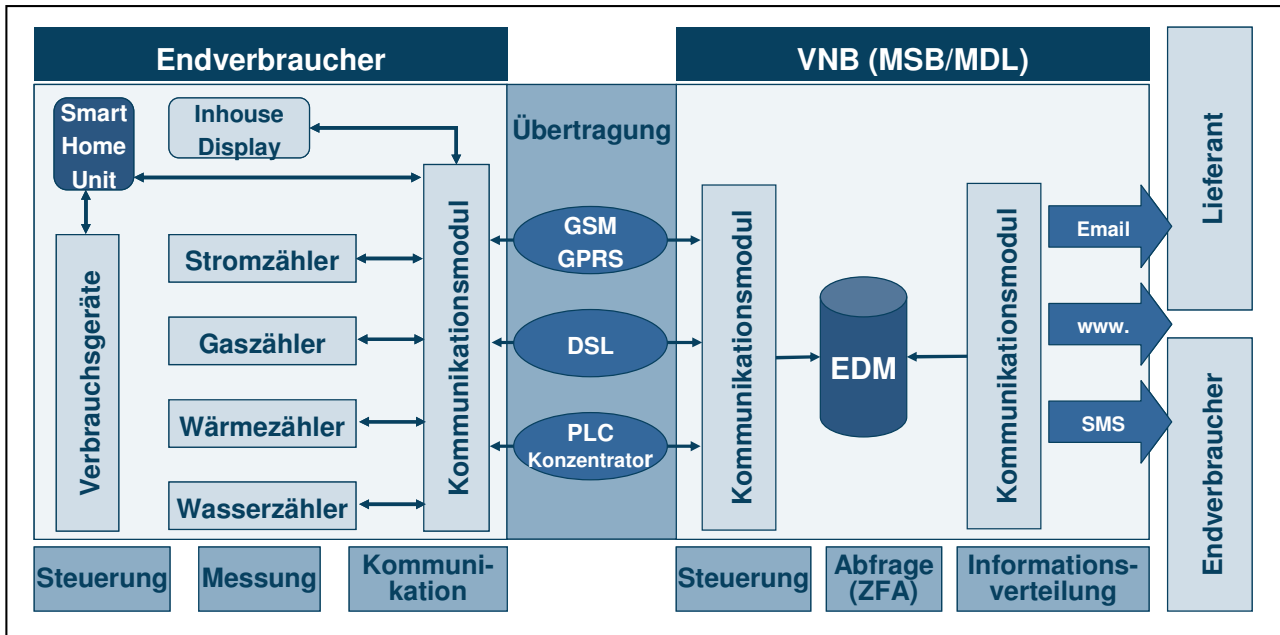 Endverbraucher
VNB (MSB/MDL)
Smart
Home
Unit
Inhouse
Display
Verbrauchsgeräte
Stromzähler
Gaszähler
Wärmezähler
Wasserzähler
Kommunikationsmodul
Übertragung
GSM
GPRS
DSL
PLC
Konzentrator
Kommunikationsmodul
EDM
Kommunikationsmodul
Email
www.
SMS
Lieferant
Endverbraucher
Steuerung
Messung
Kommuni-
kation
Steuerung
Abfrage
(ZFA)
Informations-
verteilung